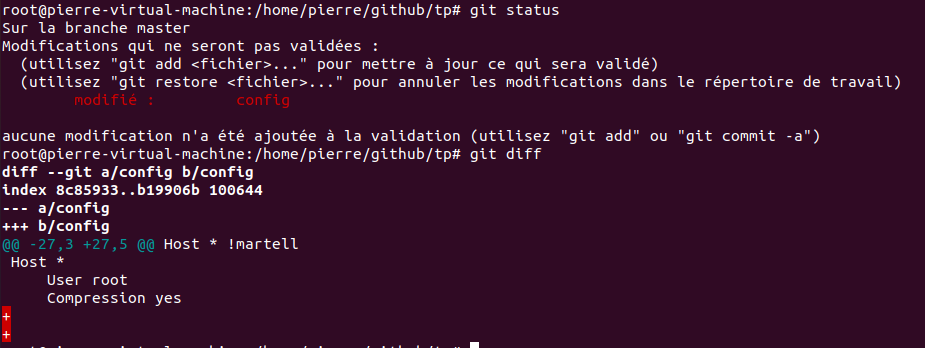 root@pierre-virtual-machine:/home/pierre/github/tp# git status
Sur la branche master
Modifications qui ne seront pas validées :
  (utilisez "git add <fichier>..." pour mettre à jour ce qui sera validé)
  (utilisez "git restore <fichier>..." pour annuler les modifications dans le répertoire de travail)
        modifié :         config

aucune modification n'a été ajoutée à la validation (utilisez "git add" ou "git commit -a")
root@pierre-virtual-machine:/home/pierre/github/tp# git diff
diff --git a/config b/config
index 8c85933..b19906b 100644
--- a/config
+++ b/config
@@ -27,3 +27,5 @@ Host * !martell
 Host *
     User root
     Compression yes
+
+